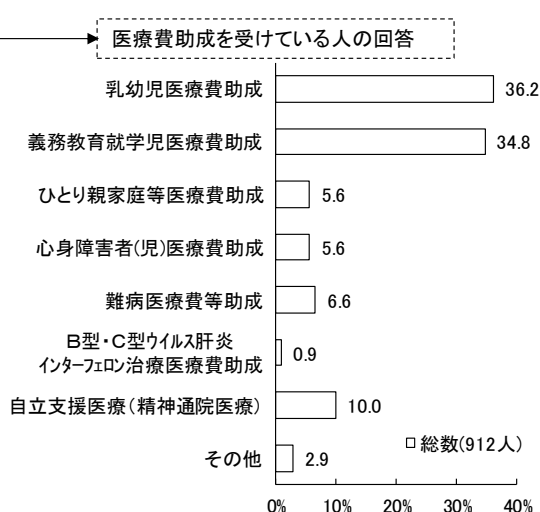 医療費助成を受けている人の回答
乳幼児医療費助成 36.2
義務教育就学児医療費助成 34.8
ひとり親家庭等医療費助成 5.6
心身障害者(児)医療費助成 5.6
難病医療費等助成 6.6
B型・C型ウイルス肝炎
インターフェロン治療医療費助成 0.9
自立支援医療(精神通院医療) 10.0
その他 2.9
総数(912人)
0% 10% 20% 30% 40%